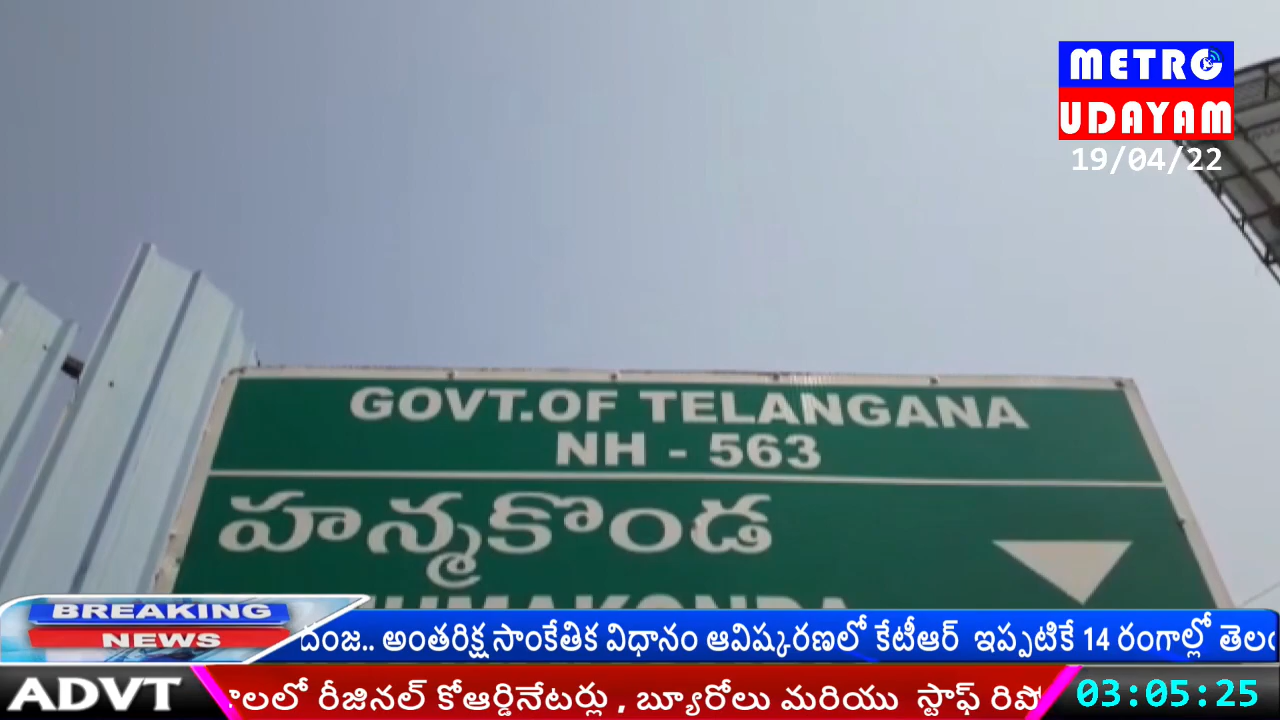 METRO
UDAYAM
19/04/22
GOVT.OF TELANGANA
NH - 563
హన్మకొండ
BREAKING
NEWS
దంజ.. అంతరిక్ష సాంకేతిక విధానం ఆవిష్కరణలో కేటీఆర్ ఇప్పటికే 14 రంగాల్లో
ADVT
రీజినల్ కోఆర్డినేటర్లు , బ్యూరోలు మరియు స్టాఫ్
03:05:25